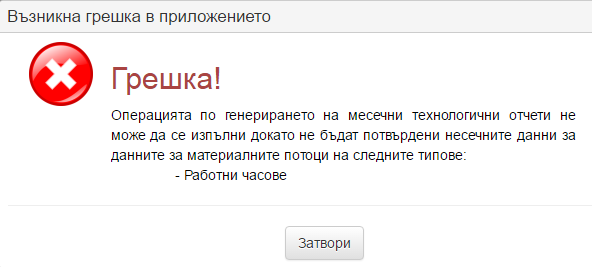 Възникна грешка в приложението
Грешка!
Операцията по генерирането на месечни технологични отчети не
може да се изпълни докато не бъдат потвърдени несечните данни за
данните за материалните потоци на следните типове:
- Работни часове
Затвори